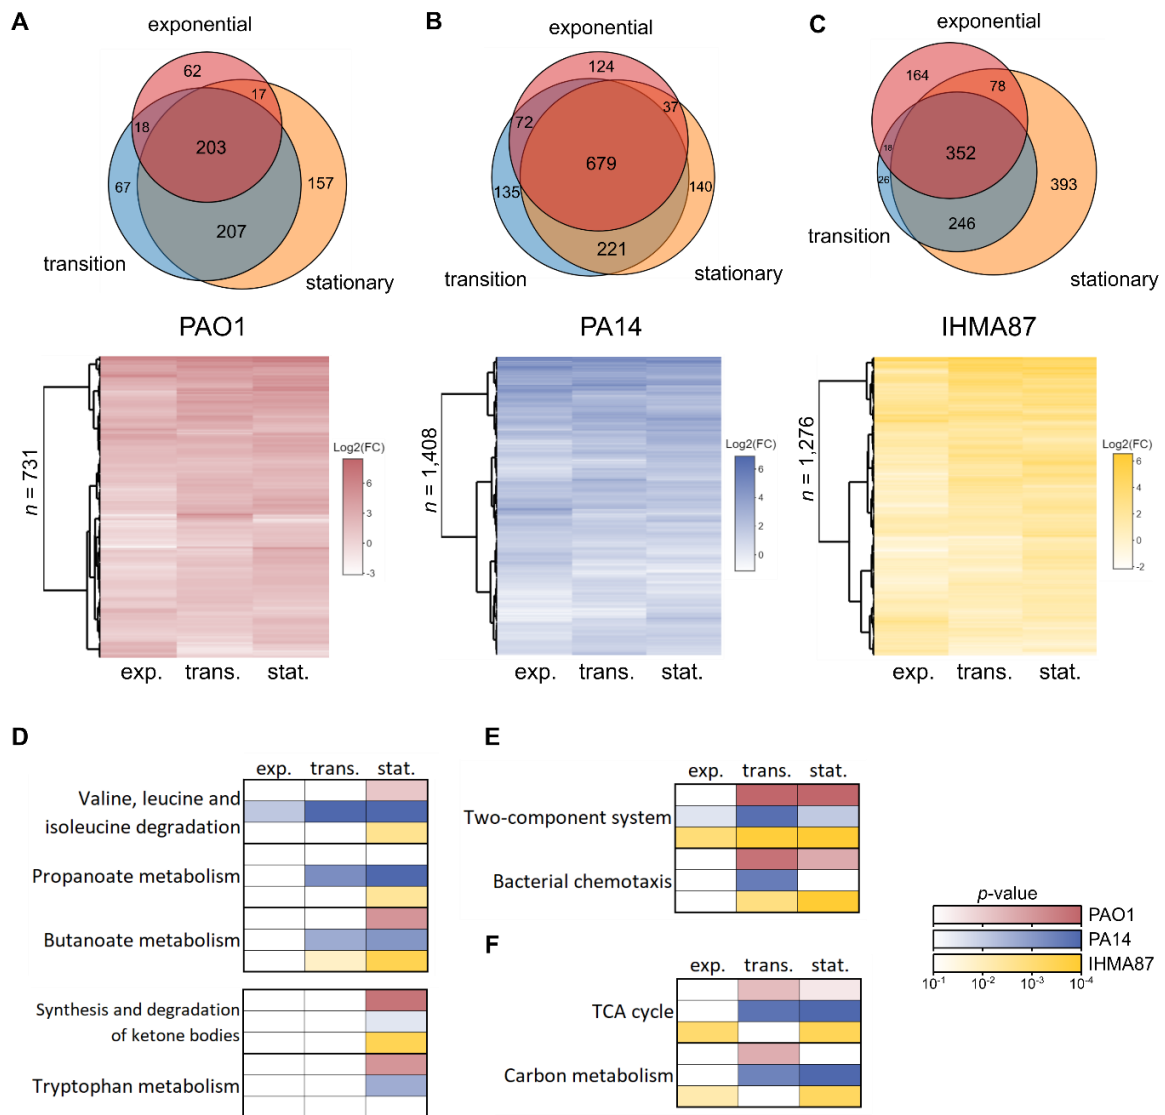 A
B
C
exponential
exponential
exponential
62
17
18
203
67
157
207
transition
stationary
124
37
72
679
135
140
221
transition
stationary
164
78
18
352
26
393
246
transition
stationary
PAO1
PA14
IHMA87
n = 731
Log2(FC)
6
3
0
-3
exp. trans. stat.
n = 1,408
Log2(FC)
6
4
2
0
exp. trans. stat.
n = 1,276
Log2(FC)
6
4
2
0
-2
exp. trans. stat.
D
exp. trans. stat.
Valine, leucine and
isoleucine degradation
Propanoate metabolism
Butanoate metabolism
Synthesis and degradation
of ketone bodies
Tryptophan metabolism
E
exp. trans. stat.
Two-component system
Bacterial chemotaxis
F
exp. trans. stat.
TCA cycle
Carbon metabolism
p-value
PAO1
PA14
IHMA87
10-1 10-2 10-3 10-4